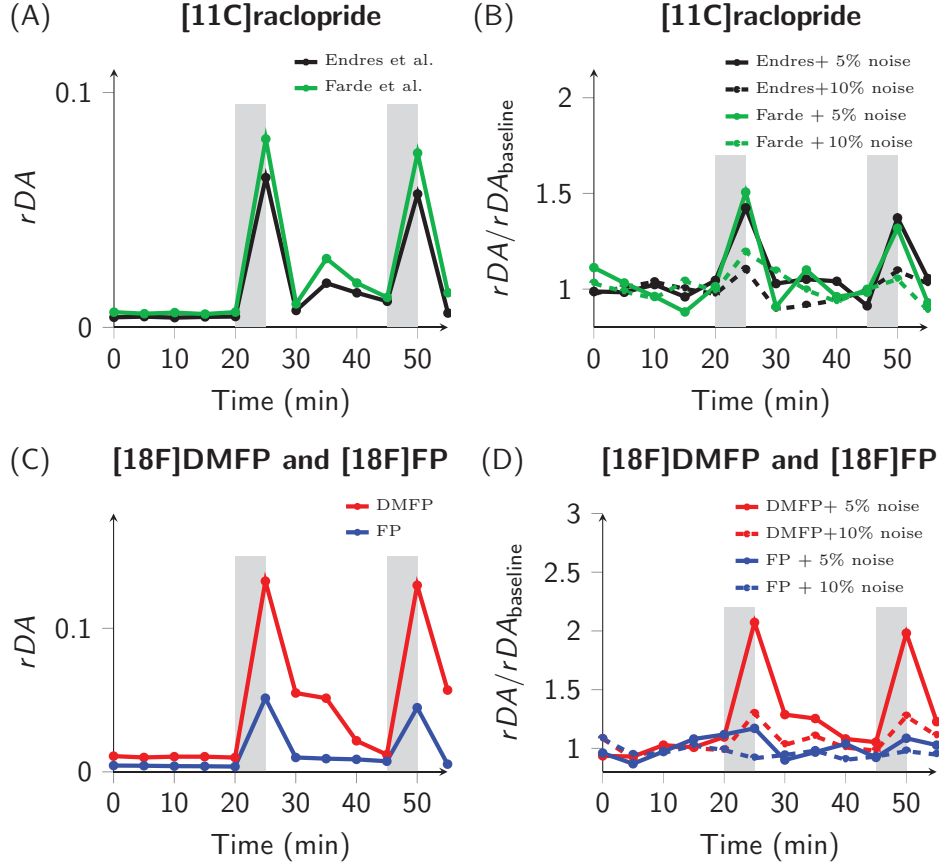 (A) [11C]raclopride
Endres et al.
Farde et al.
0.1
0
rDA
0 10 20 30 40 50
Time (min)
(B) [11C]raclopride
Endres+ 5% noise
Endres+10% noise
Farde + 5% noise
Farde +10% noise
2
1.5
1
rDA/rDAbaseline
0 10 20 30 40 50
Time (min)
(C) [18F]DMFP and [18F]FP
DMFP
FP
0.1
0
rDA
0 10 20 30 40 50
Time (min)
(D) [18F]DMFP and [18F]FP
DMFP+ 5% noise
DMFP+10% noise
FP + 5% noise
FP + 10% noise
3
2.5
2
1.5
1
rDA/rDAbaseline
0 10 20 30 40 50
Time (min)